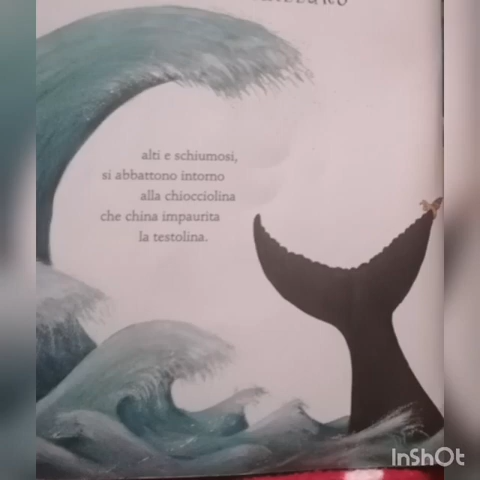 alti e schiumosi,
si abbattono intorno
alla chiocciolina
che china impaurita
la testolina.
InShOt